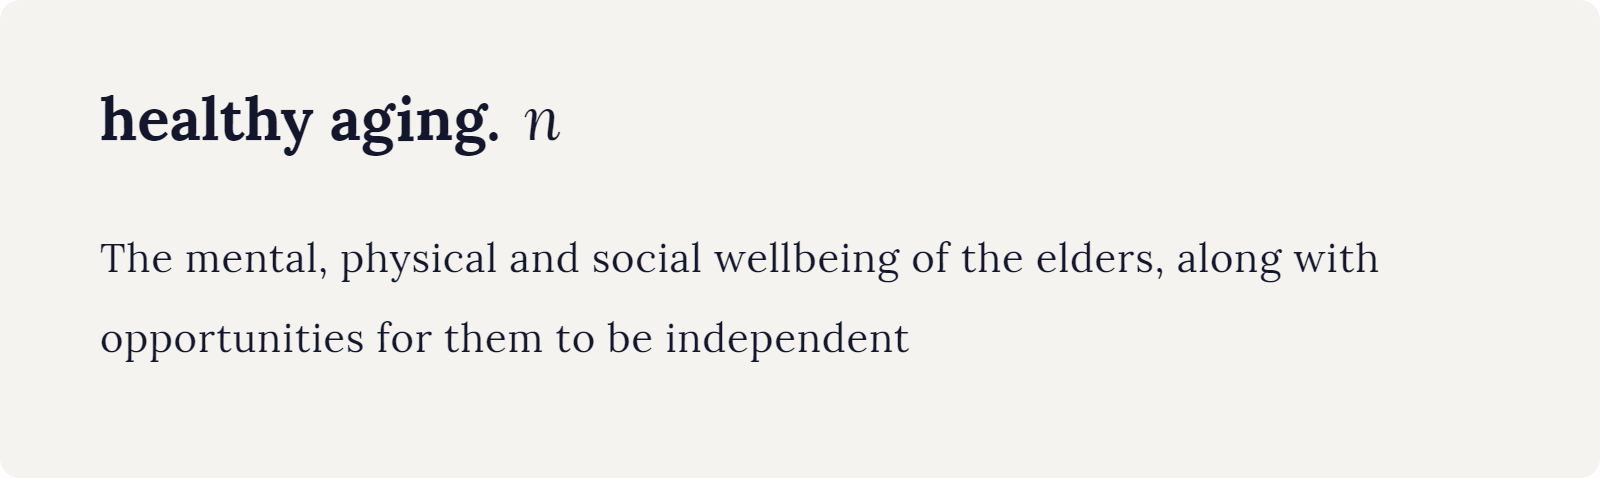 healthy aging. n
The mental, physical and social wellbeing of the elders, along with
opportunities for them to be independent